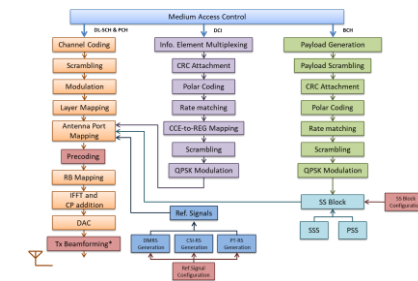 Medium Access Control
DL-SCH & PCH
DCI
BCH
Channel Coding
Scrambling
Modulation
Layer Mapping
Antenna Port
Mapping
Precoding
RB Mapping
IFFT and
CP addition
DAC
Tx Beamforming*
Info. Element Multiplexing
CRC Attachment
Polar Coding
Rate matching
CCE-to-REG Mapping
Scrambling
QPSK Modulation
Ref. Signals
DMRS
Generation
CSI-RS
Generation
PT-RS
Generation
Ref.Signal
Configuration
Payload Generation
Payload Scrambling
CRC Attachment
Polar Coding
Rate matching
Scrambling
QPSK Modulation
SS Block
SS Block
Configuration
SSS
PSS